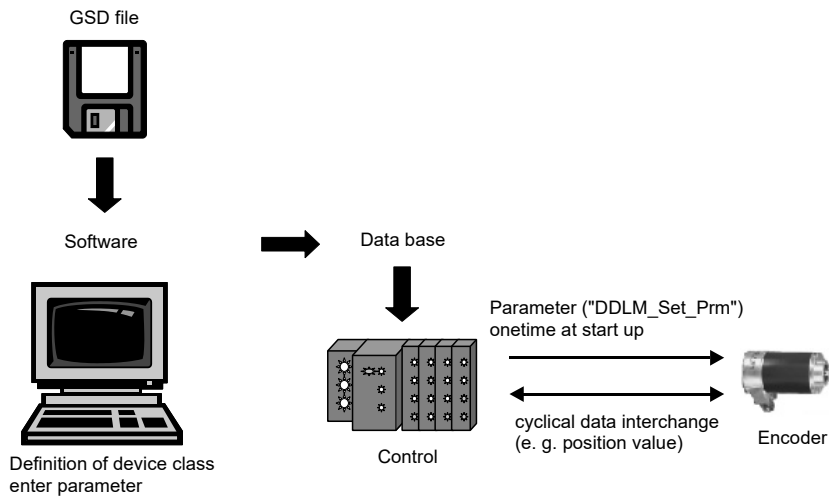 GSD file
Software
Data base
Parameter ("DDLM_Set_Prm")
onetime at start up
cyclical data interchange
(e. g. position value)
Encoder
Control
Definition of device class
enter parameter